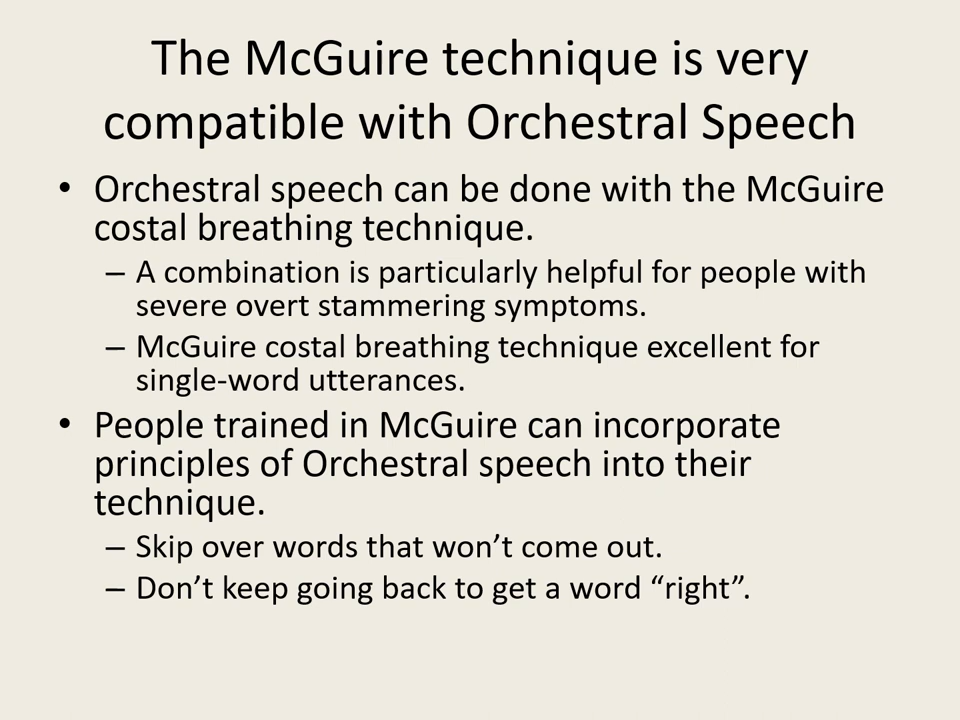 The McGuire technique is very
compatible with Orchestral Speech
• Orchestral speech can be done with the McGuire
costal breathing technique.
– A combination is particularly helpful for people with
severe overt stammering symptoms.
– McGuire costal breathing technique excellent for
single-word utterances.
• People trained in McGuire can incorporate
principles of Orchestral speech into their
technique.
– Skip over words that won’t come out.
– Don’t keep going back to get a word “right”.